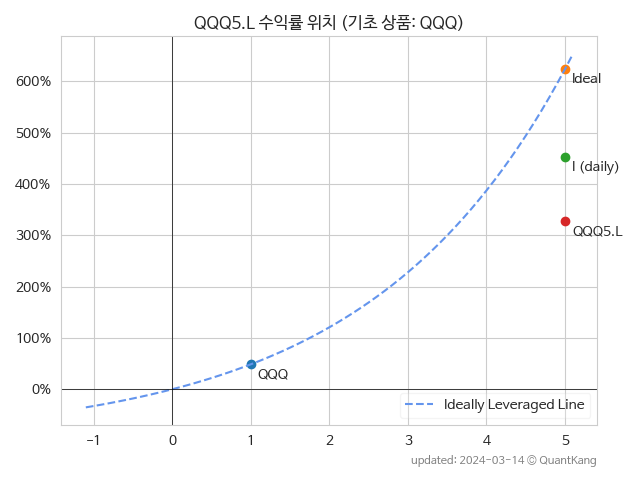 QQQ5.L 수익률 위치 (기초 상품: QQQ)
600%
500%
400%
300%
200%
100%
0%
Ideal
I (daily)
QQQ5.L
QQQ
Ideally Leveraged Line
-1 0 1 2 3 4 5
updated: 2024-03-14 © QuantKang